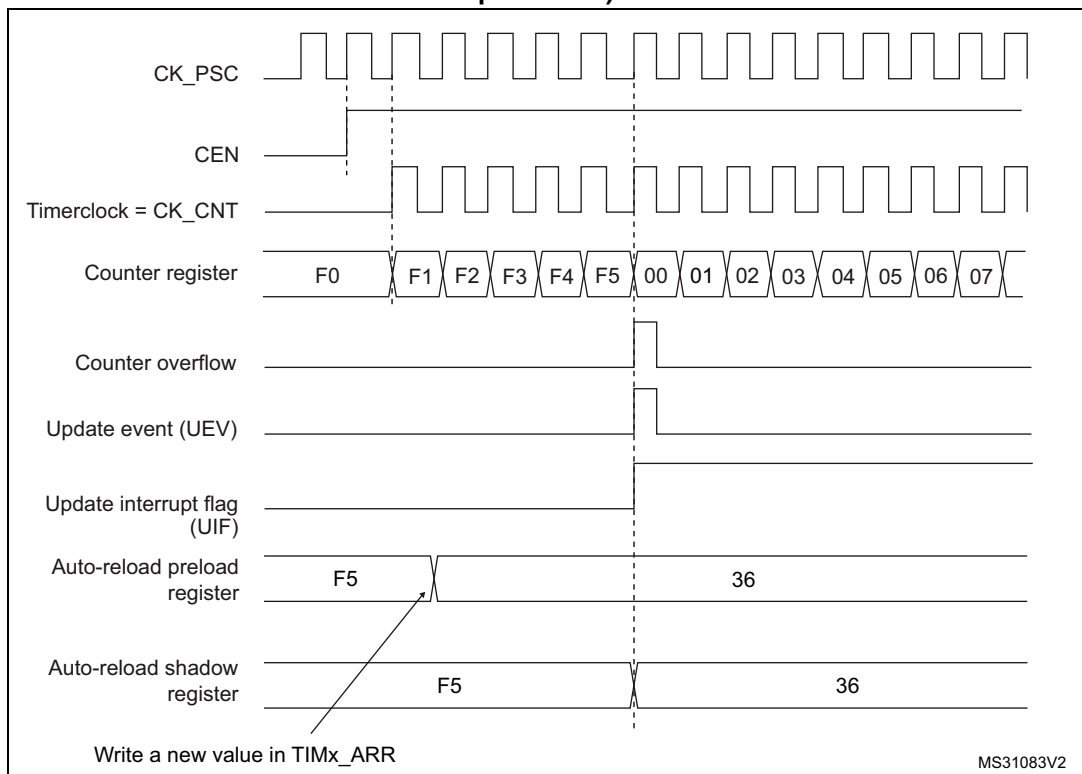 CK_PSC
CEN
Timerclock = CK_CNT
Counter register
F0 F1 F2 F3 F4 F5 00 01 02 03 04 05 06 07
Counter overflow
Update event (UEV)
Update interrupt flag
(UIF)
Auto-reload preload
register
F5 36
Auto-reload shadow
register
F5 36
Write a new value in TIMx_ARR
MS31083V2